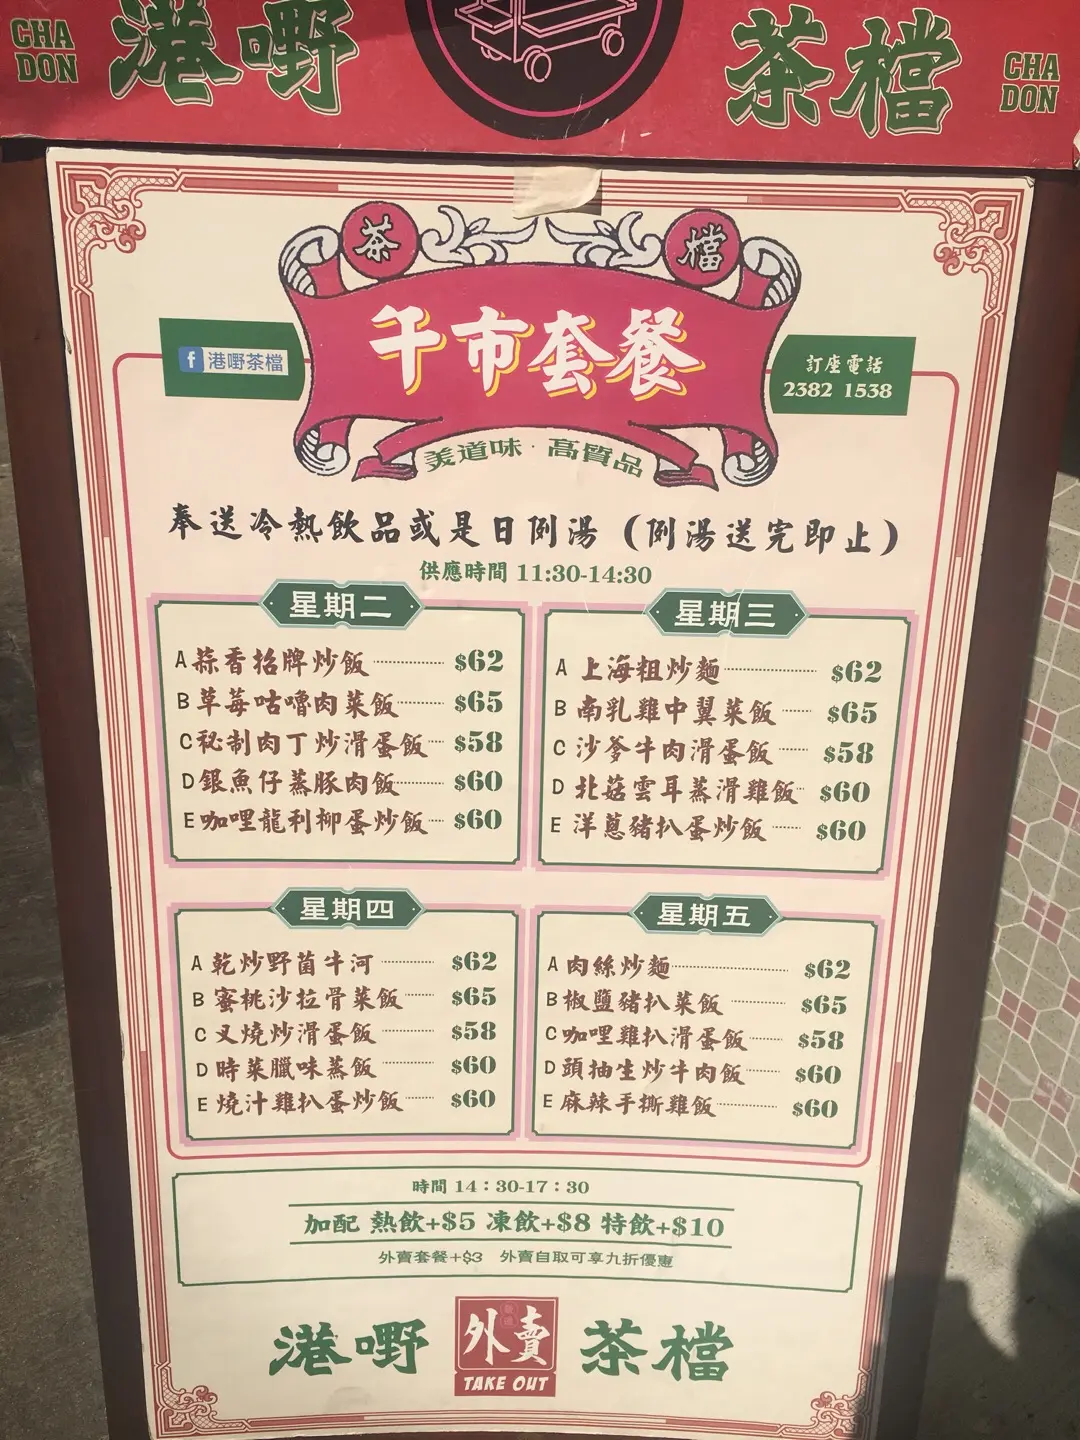 CHA DON
港嘢
茶檔
CHA DON
茶
檔
午市套餐
港嘢茶檔
訂座電話
2382 1538
美道味·高質品
奉送冷熱飲品或是日例湯（例湯送完即止）
供應時間 11:30-14:30
星期二
A 蒜香招牌炒飯 $62
B 草莓咕嚕肉菜飯 $65
C 秘制肉丁炒滑蛋飯 $58
D 銀魚仔蒸豚肉飯 $60
E 咖哩龍利柳蛋炒飯 $60
星期三
A 上海粗炒麵 $62
B 南乳雞中翼菜飯 $65
C 沙爹牛肉滑蛋飯 $58
D 北菇雲耳蒸滑雞飯 $60
E 洋蔥豬扒蛋炒飯 $60
星期四
A 乾炒野菌牛河 $62
B 蜜桃沙拉骨菜飯 $65
C 叉燒炒滑蛋飯 $58
D 時菜臘味蒸飯 $60
E 燒汁雞扒蛋炒飯 $60
星期五
A 肉絲炒麵 $62
B 椒鹽豬扒菜飯 $65
C 咖哩雞扒滑蛋飯 $58
D 頭抽生炒牛肉飯 $60
E 麻辣手撕雞飯 $60
時間 14：30-17：30
加配 熱飲+$5 凍飲+$8 特飲+$10
外賣套餐+$3 外賣自取可享九折優惠
港嘢
外賣
TAKE OUT
茶檔